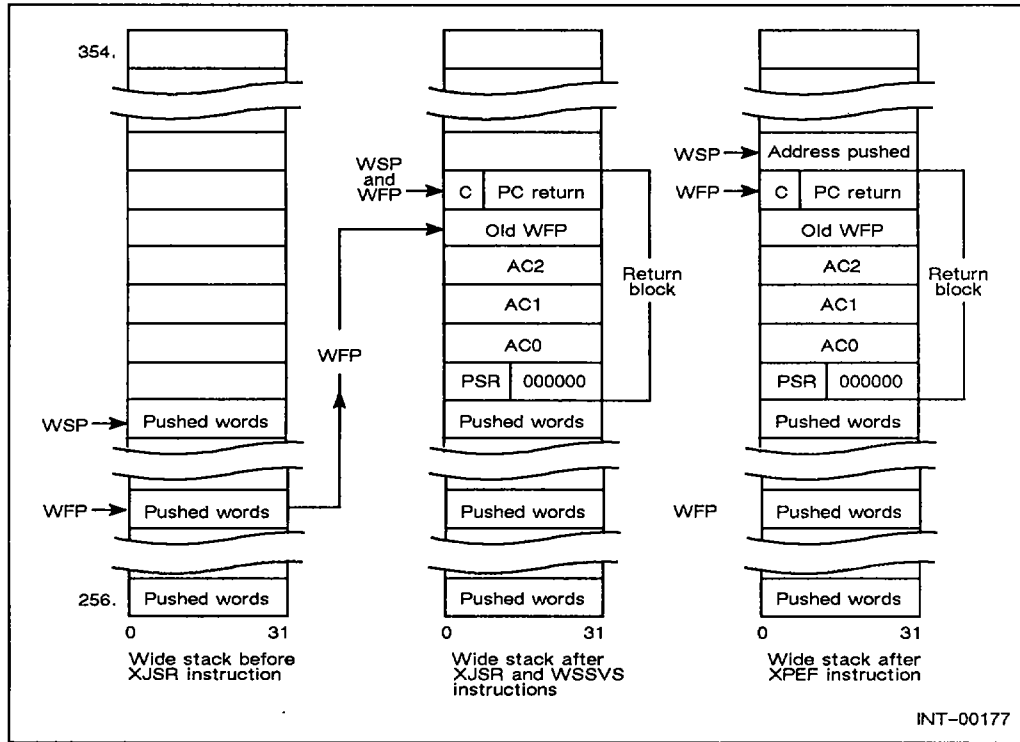 354.
WSP →
Pushed words
WFP →
Pushed words
256.
Pushed words
0 31
Wide stack before
XJSR instruction
WFP
WSP
and
WFP
C PC return
Old WFP
AC2
AC1
AC0
PSR 000000
Return
block
Pushed words
Pushed words
Pushed words
0 31
Wide stack after
XJSR and WSSVS
instructions
WSP
Address pushed
WFP
C PC return
Old WFP
AC2
AC1
AC0
PSR 000000
Return
block
Pushed words
WFP
Pushed words
Pushed words
0 31
Wide stack after
XPEF instruction
INT-00177